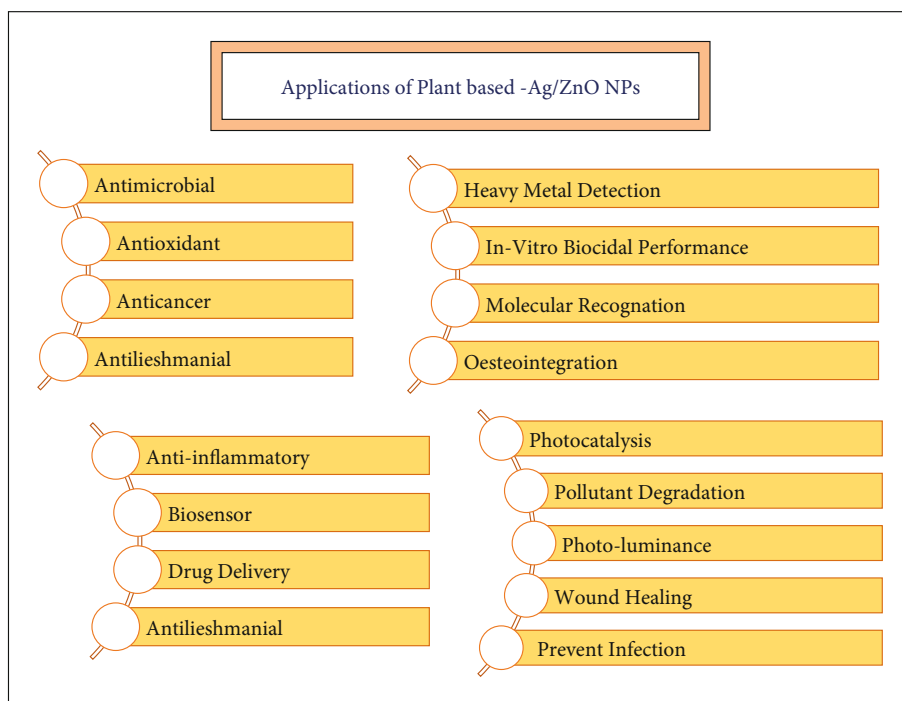 Applications of Plant based -Ag/ZnO NPs
Antimicrobial
Antioxidant
Anticancer
Antilieshmanial
Heavy Metal Detection
In-Vitro Biocidal Performance
Molecular Recognation
Oesteointegration
Anti-inflammatory
Biosensor
Drug Delivery
Antilieshmanial
Photocatalysis
Pollutant Degradation
Photo-luminance
Wound Healing
Prevent Infection